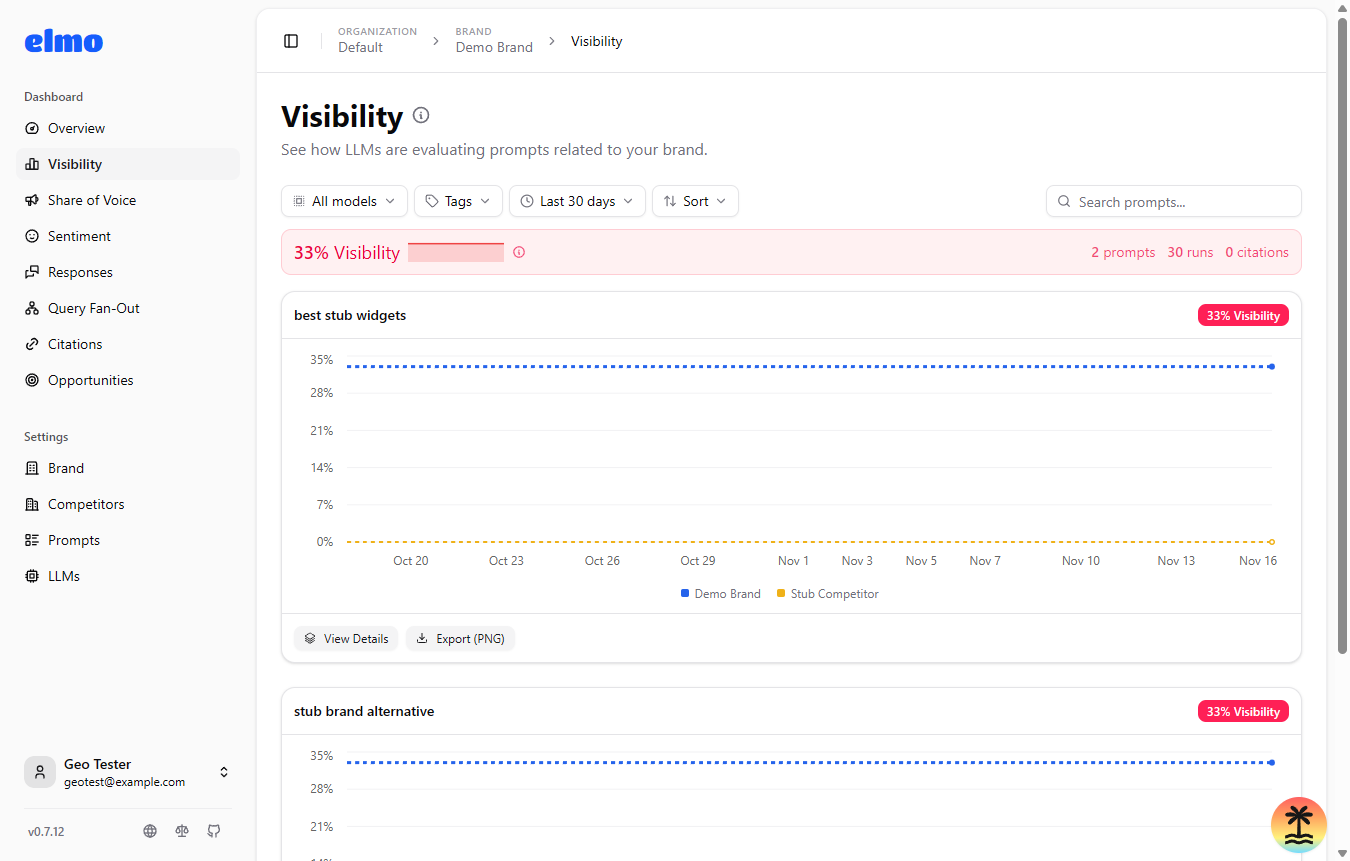 elmo
Dashboard
Overview
Visibility
Share of Voice
Sentiment
Responses
Query Fan-Out
Citations
Opportunities
Settings
Brand
Competitors
Prompts
LLMs
Geo Tester
geotest@example.com
v0.7.12
ORGANIZATION
Default
BRAND
Demo Brand
Visibility
Visibility
See how LLMs are evaluating prompts related to your brand.
All models
Tags
Last 30 days
Sort
Search prompts...
33% Visibility
2 prompts 30 runs 0 citations
best stub widgets
33% Visibility
35%
28%
21%
14%
7%
0%
Oct 20 Oct 23 Oct 26 Oct 29 Nov 1 Nov 3 Nov 5 Nov 7 Nov 10 Nov 13 Nov 16
Demo Brand Stub Competitor
View Details
Export (PNG)
stub brand alternative
33% Visibility
35%
28%
21%
14%